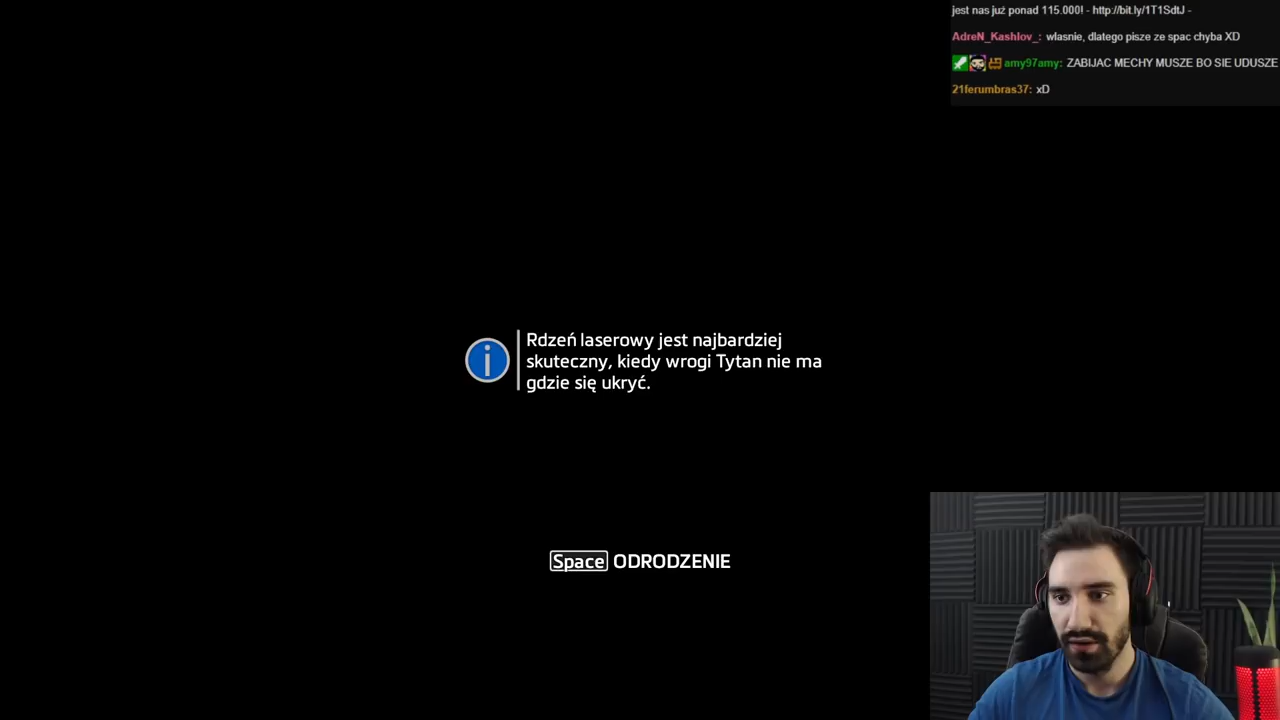 jest nas już ponad 115.000! - http://bit.ly/1T1SdtJ -
AdreN_Kashlov_: wlasnie, dlatego pisze ze spac chyba XD
amy97amy: ZABIJAC MECHY MUSZE BO SIE UDUSZE
21ferumbras37: xD
Rdzeń laserowy jest najbardziej
skuteczny, kiedy wrogi Tytan nie ma
gdzie się ukryć.
Space ODRODZENIE